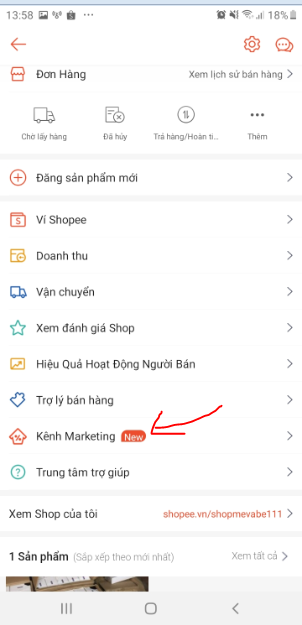 13:58 18%
Đơn Hàng Xem lịch sử bán hàng
Chờ lấy hàng Đã hủy Trả hàng/Hoàn ti... Thêm
Đăng sản phẩm mới
Ví Shopee
Doanh thu
Vận chuyển
Xem đánh giá Shop
Hiệu Quả Hoạt Động Người Bán
Trợ lý bán hàng
Kênh Marketing New
Trung tâm trợ giúp
Xem Shop của tôi shopee.vn/shopmevabe111
1 Sản phẩm (Sắp xếp theo mới nhất) Xem tất cả